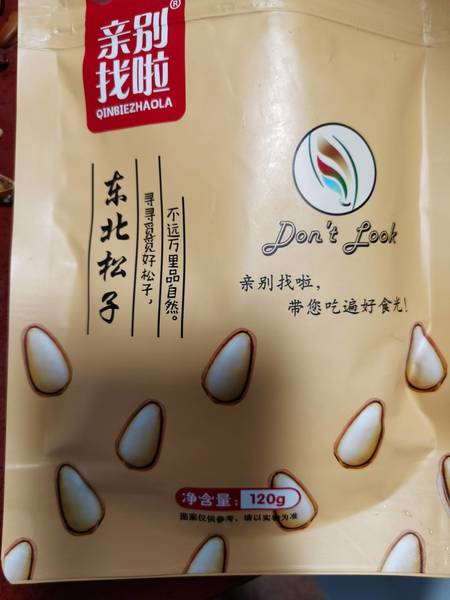 亲别
找啦
®
QINBIEZHAOLA
东北松子
寻寻觅觅好松子，
不远万里品自然。
Don't Look
亲别找啦，
带您吃遍好食光！
净含量：120g
图案仅供参考，请以实物为准